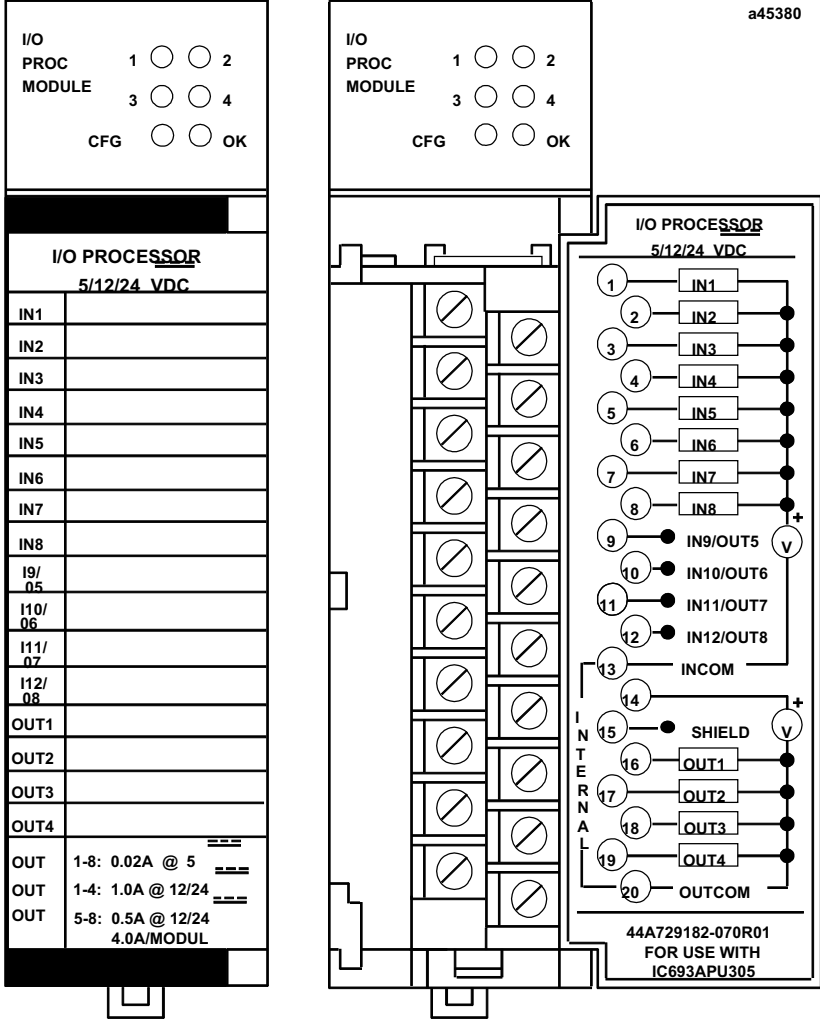 a45380
I/O
PROC
MODULE
1 2
3 4
CFG OK
I/O PROCESSOR
5/12/24 VDC
IN1
IN2
IN3
IN4
IN5
IN6
IN7
IN8
I9/
05
I10/
06
I11/
07
I12/
08
OUT1
OUT2
OUT3
OUT4
OUT 1-8: 0.02A @ 5
OUT 1-4: 1.0A @ 12/24
OUT 5-8: 0.5A @ 12/24
4.0A/MODUL
I/O
PROC
MODULE
1 2
3 4
CFG OK
I/O PROCESSOR
5/12/24 VDC
1 IN1
2 IN2
3 IN3
4 IN4
5 IN5
6 IN6
7 IN7
8 IN8
+
9 IN9/OUT5 V
10 IN10/OUT6
11 IN11/OUT7
12 IN12/OUT8
13 INCOM
14 +
15 SHIELD V
16 OUT1
17 OUT2
18 OUT3
19 OUT4
20 OUTCOM
INTERNAL
44A729182-070R01
FOR USE WITH
IC693APU305